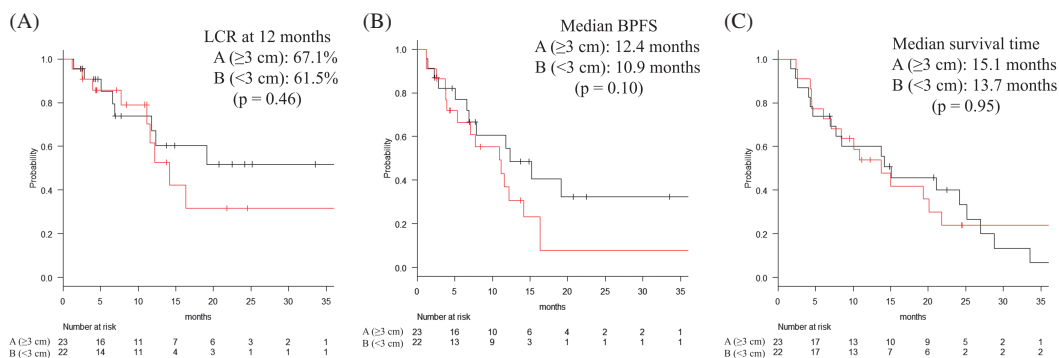 (A)
LCR at 12 months
A (≥3 cm): 67.1%
B (<3 cm): 61.5%
(p = 0.46)
1.0
0.8
0.6
0.4
0.2
0.0
Probability
0 5 10 15 20 25 30 35
months
Number at risk
A (≥3 cm) 23 16 11 7 6 3 2 1
B (<3 cm) 22 14 11 4 3 1 1 1
(B)
Median BPFS
A (≥3 cm): 12.4 months
B (<3 cm): 10.9 months
(p = 0.10)
1.0
0.8
0.6
0.4
0.2
0.0
Probability
0 5 10 15 20 25 30 35
months
Number at risk
A (≥3 cm) 23 16 10 6 4 2 2 1
B (<3 cm) 22 13 9 3 1 1 1 1
(C)
Median survival time
A (≥3 cm): 15.1 months
B (<3 cm): 13.7 months
(p = 0.95)
1.0
0.8
0.6
0.4
0.2
0.0
Probability
0 5 10 15 20 25 30 35
months
Number at risk
A (≥3 cm) 23 17 13 10 9 5 2 1
B (<3 cm) 22 17 13 7 6 3 2 2